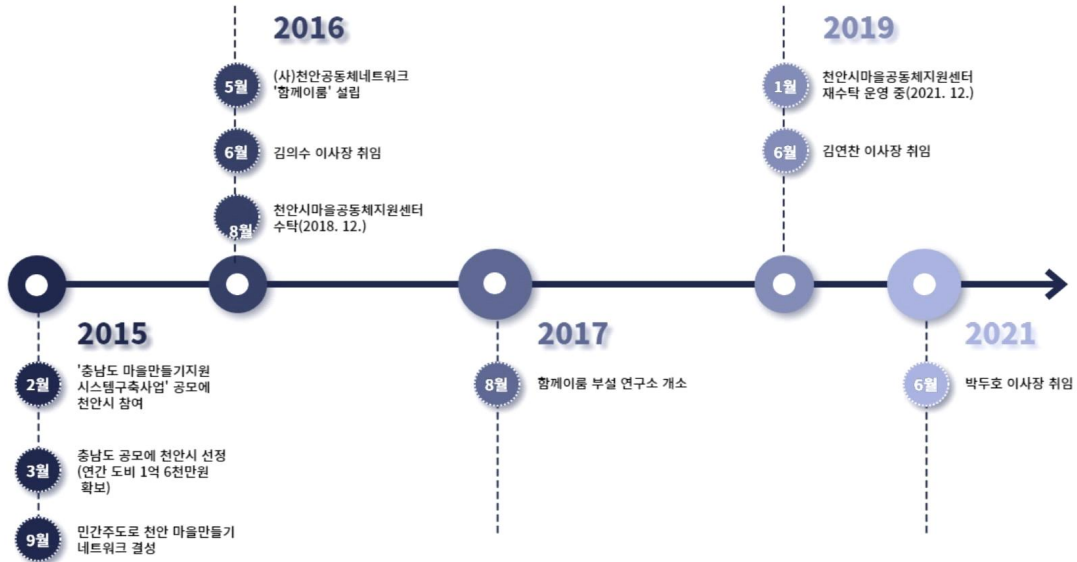 2016
5월
(사)천안공동체네트워크
'함께이룸' 설립
6월
김의수 이사장 취임
8월
천안시마을공동체지원센터
수탁(2018. 12.)
2019
1월
천안시마을공동체지원센터
재수탁 운영 중(2021. 12.)
6월
김연찬 이사장 취임
2015
2월
'충남도 마을만들기지원
시스템구축사업' 공모에
천안시 참여
3월
충남도 공모에 천안시 선정
(연간 도비 1억 6천만원
확보)
9월
민간주도로 천안 마을만들기
네트워크 결성
2017
8월
함께이룸 부설 연구소 개소
2021
6월
박두호 이사장 취임